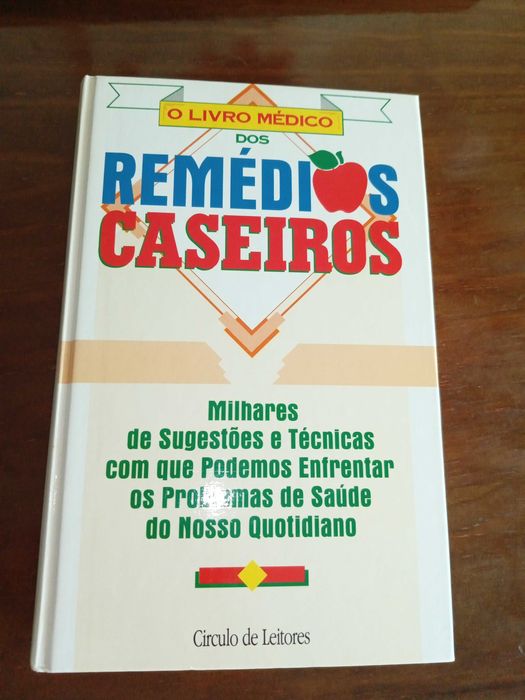 O LIVRO MÉDICO
DOS
REMÉDIOS
CASEIROS
Milhares
de Sugestões e Técnicas
com que Podemos Enfrentar
os Problemas de Saúde
do Nosso Quotidiano
Círculo de Leitores